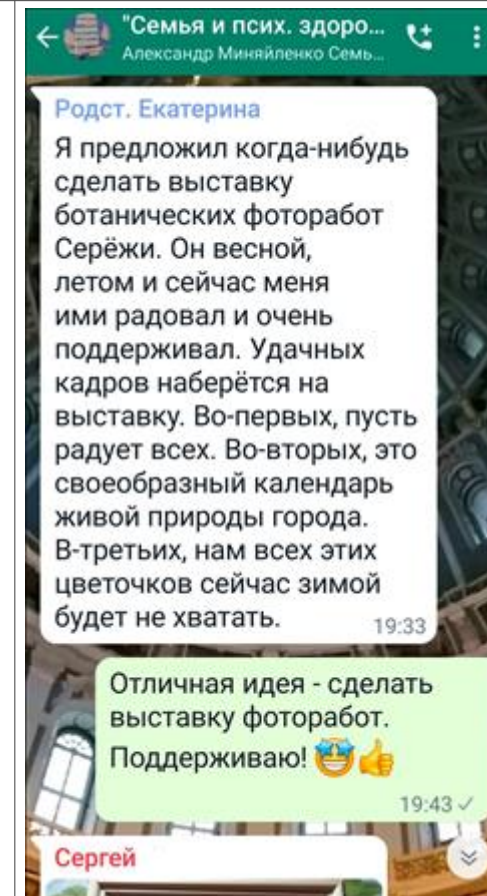 "Семья и псих. здоро...
Александр Миняйленко Семь...
Родст. Екатерина
Я предложил когда-нибудь
сделать выставку
ботанических фоторабот
Серёжи. Он весной,
летом и сейчас меня
ими радовал и очень
поддерживал. Удачных
кадров наберётся на
выставку. Во-первых, пусть
радует всех. Во-вторых, это
своеобразный календарь
живой природы города.
В-третьих, нам всех этих
цветочков сейчас зимой
будет не хватать.
19:33
Отличная идея - сделать
выставку фоторабот.
Поддерживаю! 🤩👍
19:43 ✓
Сергей